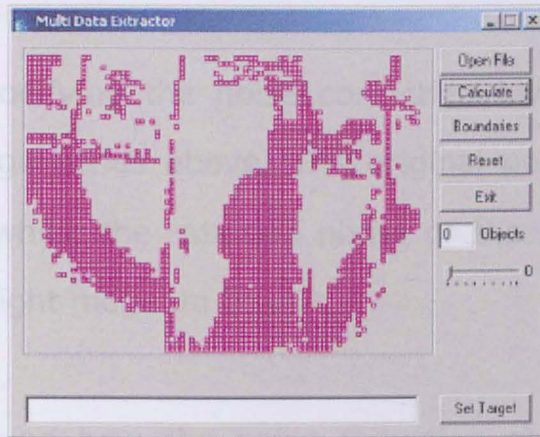 Multi Data Extractor
Open File
Calculate
Boundaries
Reset
Exit
0 Objects
0
Set Target